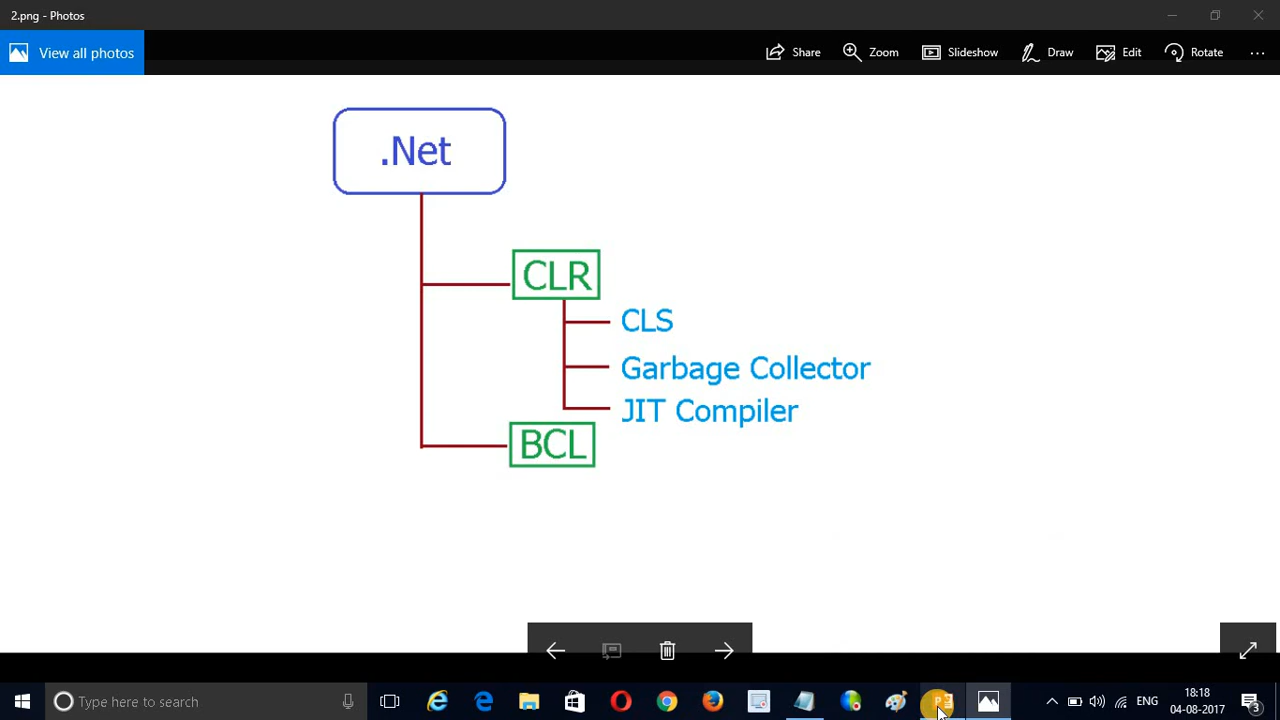 2.png - Photos
View all photos
Share
Zoom
Slideshow
Draw
Edit
Rotate
.Net
CLR
CLS
Garbage Collector
JIT Compiler
BCL
Type here to search
ENG
18:18
04-08-2017
3